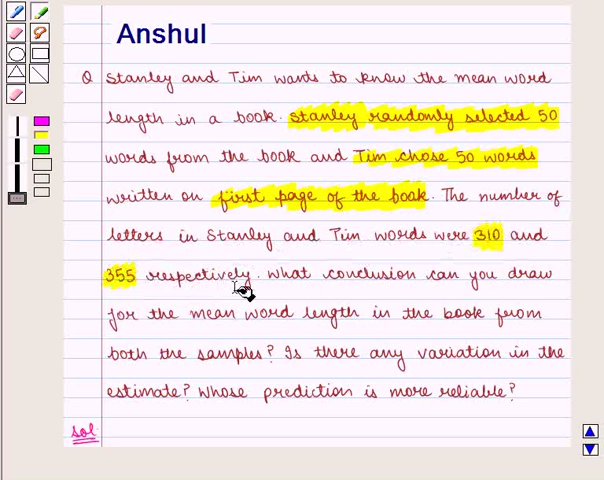 Anshul
Q Stanley and Tim wants to know the mean word
length in a book. Stanley randomly selected 50
words from the book and Tim chose 50 words
written on first page of the book. The number of
letters in Stanley and Tim words were 310 and
355 respectively. What conclusion can you draw
for the mean word length in the book from
both the samples? Is there any variation in the
estimate? Whose prediction is more reliable?
Sol